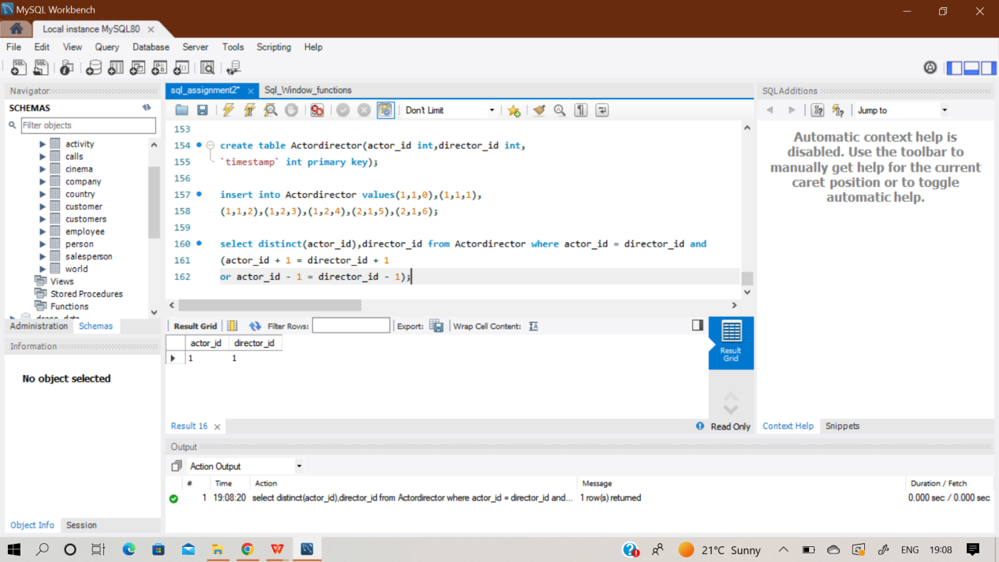 MySQL Workbench
Local instance MySQL80
File Edit View Query Database Server Tools Scripting Help
Navigator
SCHEMAS
Filter objects
activity
calls
cinema
company
country
customer
customers
employee
person
salesperson
world
Views
Stored Procedures
Functions
Administration Schemas
Information
No object selected
Object Info Session
sql_assignment2* Sql_Window_functions
Don't Limit
153
154 create table Actordirector(actor_id int,director_id int,
155 `timestamp` int primary key);
156
157 insert into Actordirector values(1,1,0),(1,1,1),
158 (1,1,2),(1,2,3),(1,2,4),(2,1,5),(2,1,6);
159
160 select distinct(actor_id),director_id from Actordirector where actor_id = director_id and
161 (actor_id + 1 = director_id + 1
162 or actor_id - 1 = director_id - 1);
Result Grid Filter Rows: Export: Wrap Cell Content:
actor_id director_id
1 1
Result
Grid
Result 16 Read Only
SQLAdditions
Jump to
Automatic context help is
disabled. Use the toolbar to
manually get help for the current
caret position or to toggle
automatic help.
Context Help Snippets
Output
Action Output
# Time Action Message Duration / Fetch
1 19:08:20 select distinct(actor_id),director_id from Actordirector where actor_id = director_id and... 1 row(s) returned 0.000 sec / 0.000 sec
21°C Sunny ENG 19:08